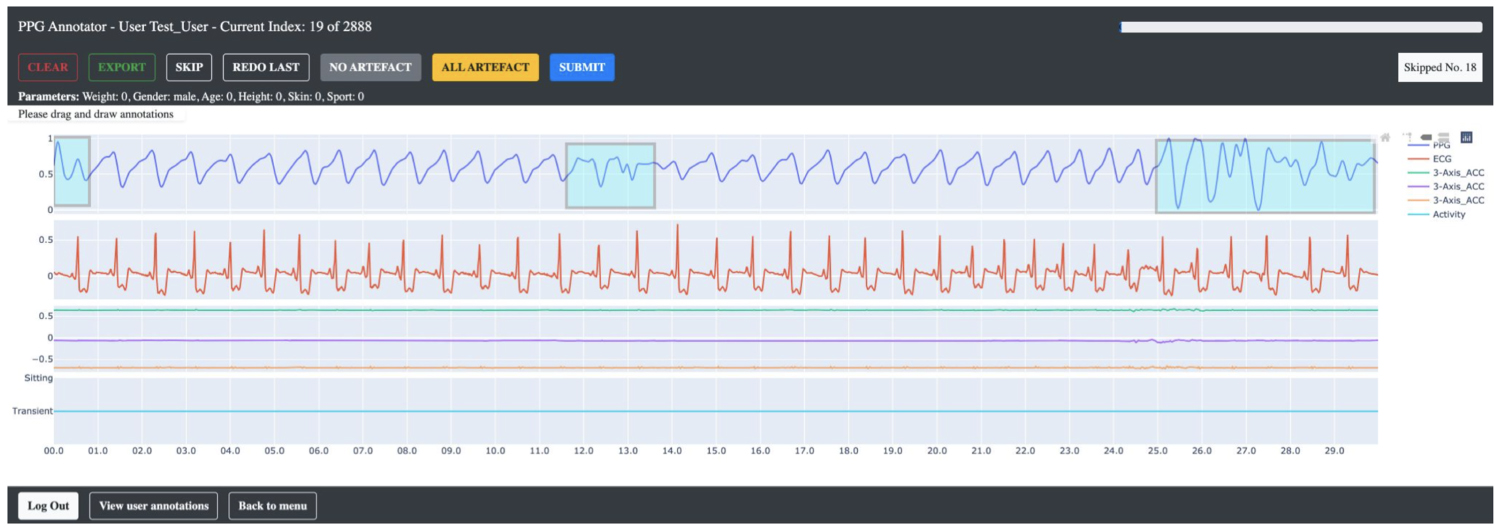 PPG Annotator - User Test_User - Current Index: 19 of 2888
CLEAR EXPORT SKIP REDO LAST NO ARTEFACT ALL ARTEFACT SUBMIT Skipped No. 18
Parameters: Weight: 0, Gender: male, Age: 0, Height: 0, Skin: 0, Sport: 0
Please drag and draw annotations
1
0.5
0
PPG
ECG
3-Axis_ACC
3-Axis_ACC
3-Axis_ACC
Activity
0.5
0
0.5
0
−0.5
Sitting
Transient
00.0 01.0 02.0 03.0 04.0 05.0 06.0 07.0 08.0 09.0 10.0 11.0 12.0 13.0 14.0 15.0 16.0 17.0 18.0 19.0 20.0 21.0 22.0 23.0 24.0 25.0 26.0 27.0 28.0 29.0
Log Out View user annotations Back to menu